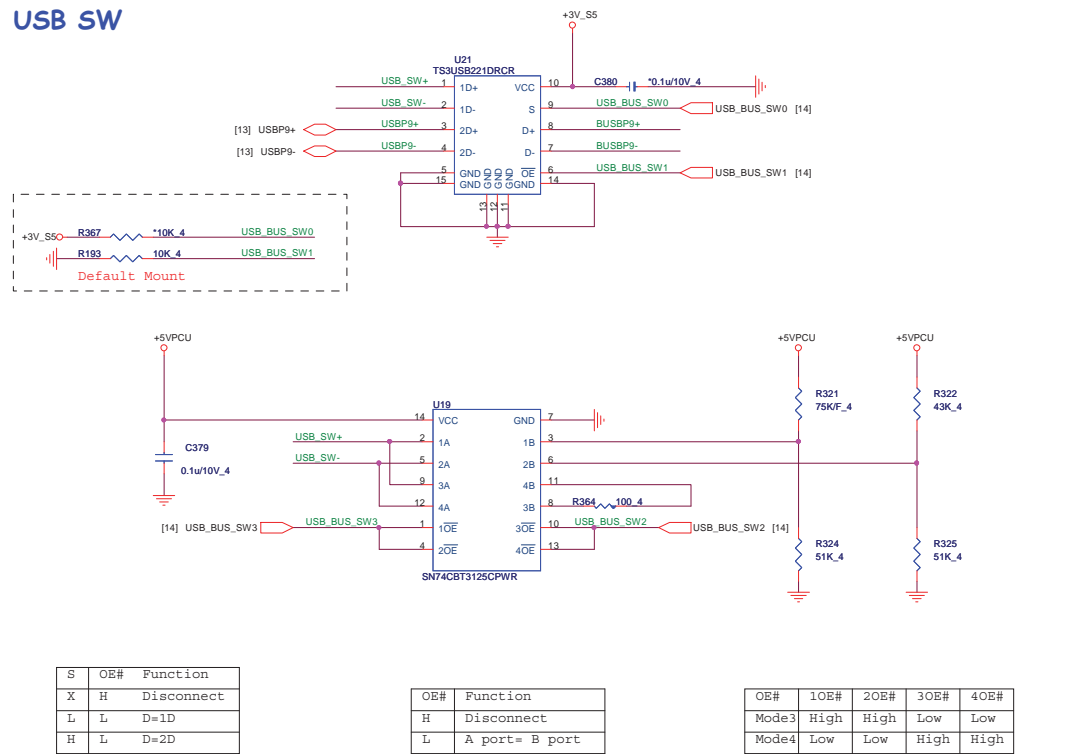 USB SW
+3V_S5
U21
TS3USB221DRCR
C380 *0.1u/10V_4
USB_SW+ 1 1D+ VCC 10
USB_SW- 2 1D- S 9 USB_BUS_SW0 USB_BUS_SW0 [14]
[13] USBP9+ USBP9+ 3 2D+ D+ 8 BUSBP9+
[13] USBP9- USBP9- 4 2D- D- 7 BUSBP9-
5 GND OE 6 USB_BUS_SW1 USB_BUS_SW1 [14]
15 GND GND GND GND GND 14
13 12 11
+3V_S5 R367 *10K_4 USB_BUS_SW0
R193 10K_4 USB_BUS_SW1
Default Mount
+5VPCU +5VPCU +5VPCU
U19
14 VCC GND 7
USB_SW+ 2 1A 1B 3
USB_SW- 5 2A 2B 6
9 3A 4B 11
12 4A 3B 8 R364 100_4
[14] USB_BUS_SW3 USB_BUS_SW3 1 1OE 3OE 10 USB_BUS_SW2 USB_BUS_SW2 [14]
4 2OE 4OE 13
SN74CBT3125CPWR
C379
0.1u/10V_4
R321
75K/F_4
R322
43K_4
R324
51K_4
R325
51K_4
S OE# Function
X H Disconnect
L L D=1D
H L D=2D
OE# Function
H Disconnect
L A port= B port
OE# 1OE# 2OE# 3OE# 4OE#
Mode3 High High Low Low
Mode4 Low Low High High